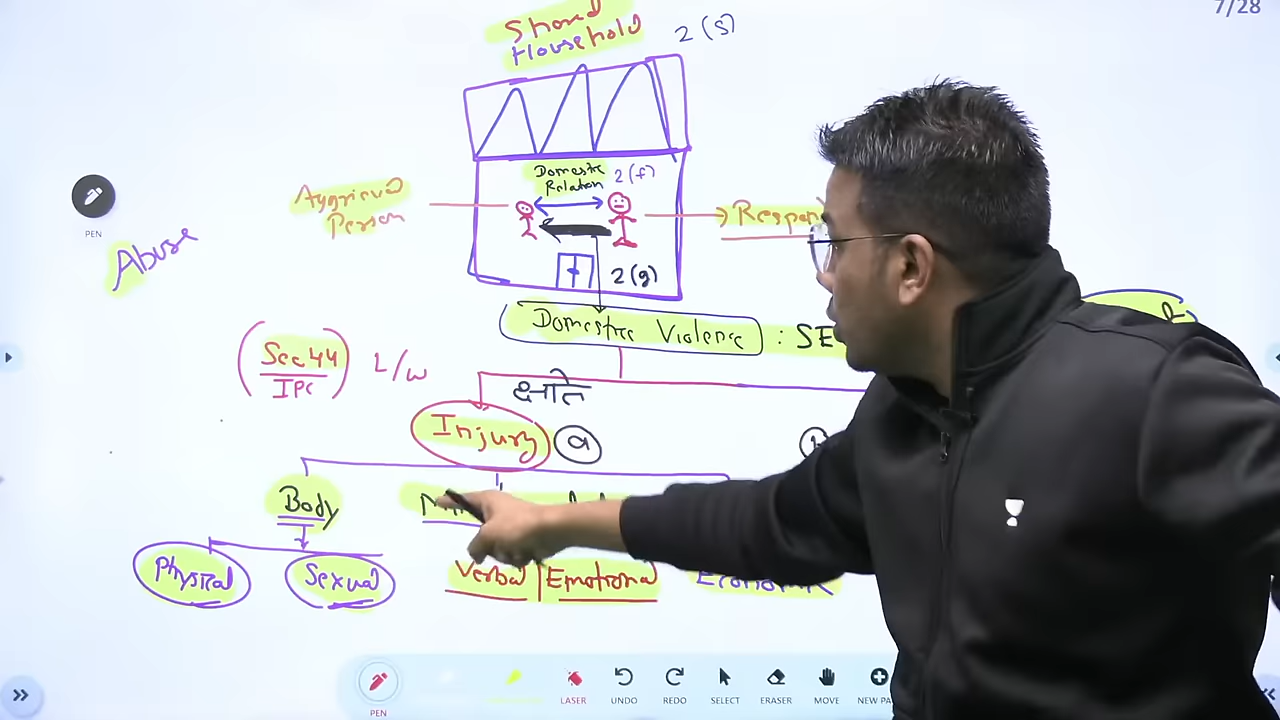 7/28
Shared
Household
2 (s)
Domestic
Relation
2 (f)
Aggrieved
Person
Respon
PEN
Abuse
2 (g)
Domestic Violence : SE
Sec 44
IPC
L/w
क्षति
Injury
a
Body
Physical
Sexual
Verbal | Emotional
Economic
PEN
LASER
UNDO
REDO
SELECT
ERASER
MOVE
NEW PA